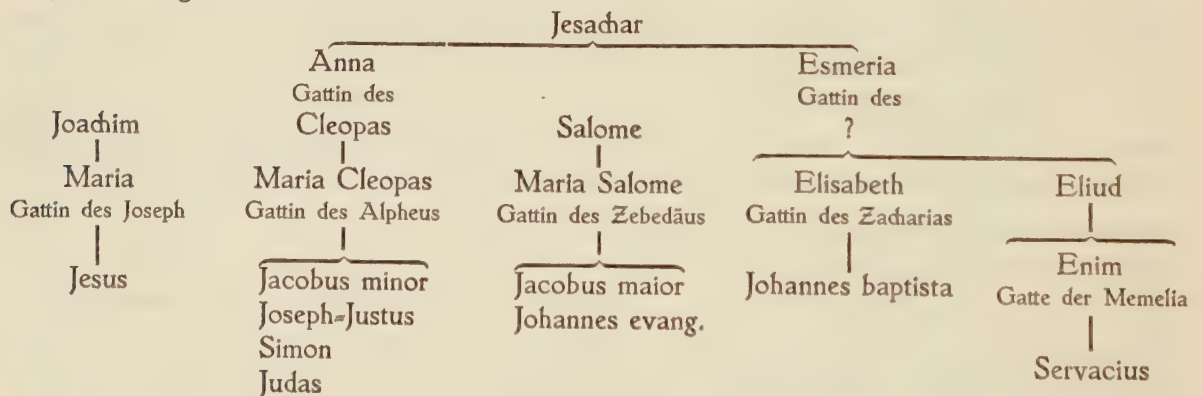 Jesachar
Anna Esmeria
Gattin des Gattin des
Joachim Cleopas Salome ?
Maria Maria Cleopas Maria Salome Elisabeth Eliud
Gattin des Joseph Gattin des Alpheus Gattin des Zebedäus Gattin des Zacharias
Jesus Jacobus minor Jacobus maior Johannes baptista Enim
Joseph=Justus Johannes evang. Gatte der Memelia
Simon
Judas Servacius